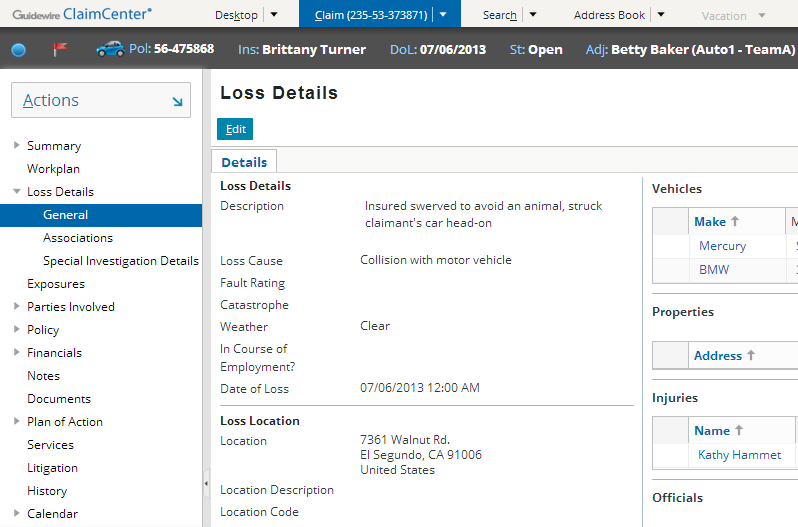 Guidewire ClaimCenter® Desktop Claim (235-53-373871) Search Address Book Vacation
Pol: 56-475868 Ins: Brittany Turner DoL: 07/06/2013 St: Open Adj: Betty Baker (Auto1 - TeamA)
Actions
Summary
Workplan
Loss Details
General
Associations
Special Investigation Details
Exposures
Parties Involved
Policy
Financials
Notes
Documents
Plan of Action
Services
Litigation
History
Calendar
Loss Details
Edit
Details
Loss Details
Description Insured swerved to avoid an animal, struck
claimant's car head-on
Loss Cause Collision with motor vehicle
Fault Rating
Catastrophe
Weather Clear
In Course of
Employment?
Date of Loss 07/06/2013 12:00 AM
Loss Location
Location 7361 Walnut Rd.
El Segundo, CA 91006
United States
Location Description
Location Code
Vehicles
Make
Mercury
BMW
Properties
Address
Injuries
Name
Kathy Hammet
Officials